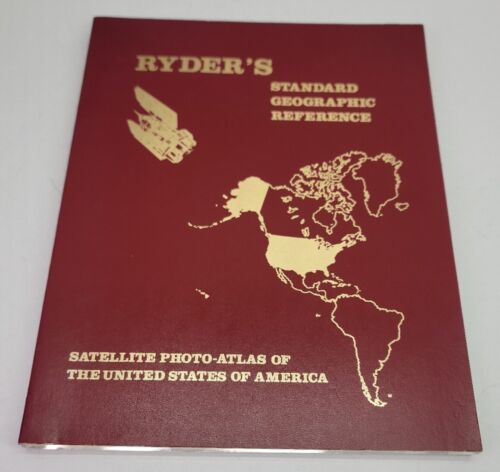 RYDER'S
STANDARD
GEOGRAPHIC
REFERENCE
SATELLITE PHOTO-ATLAS OF
THE UNITED STATES OF AMERICA